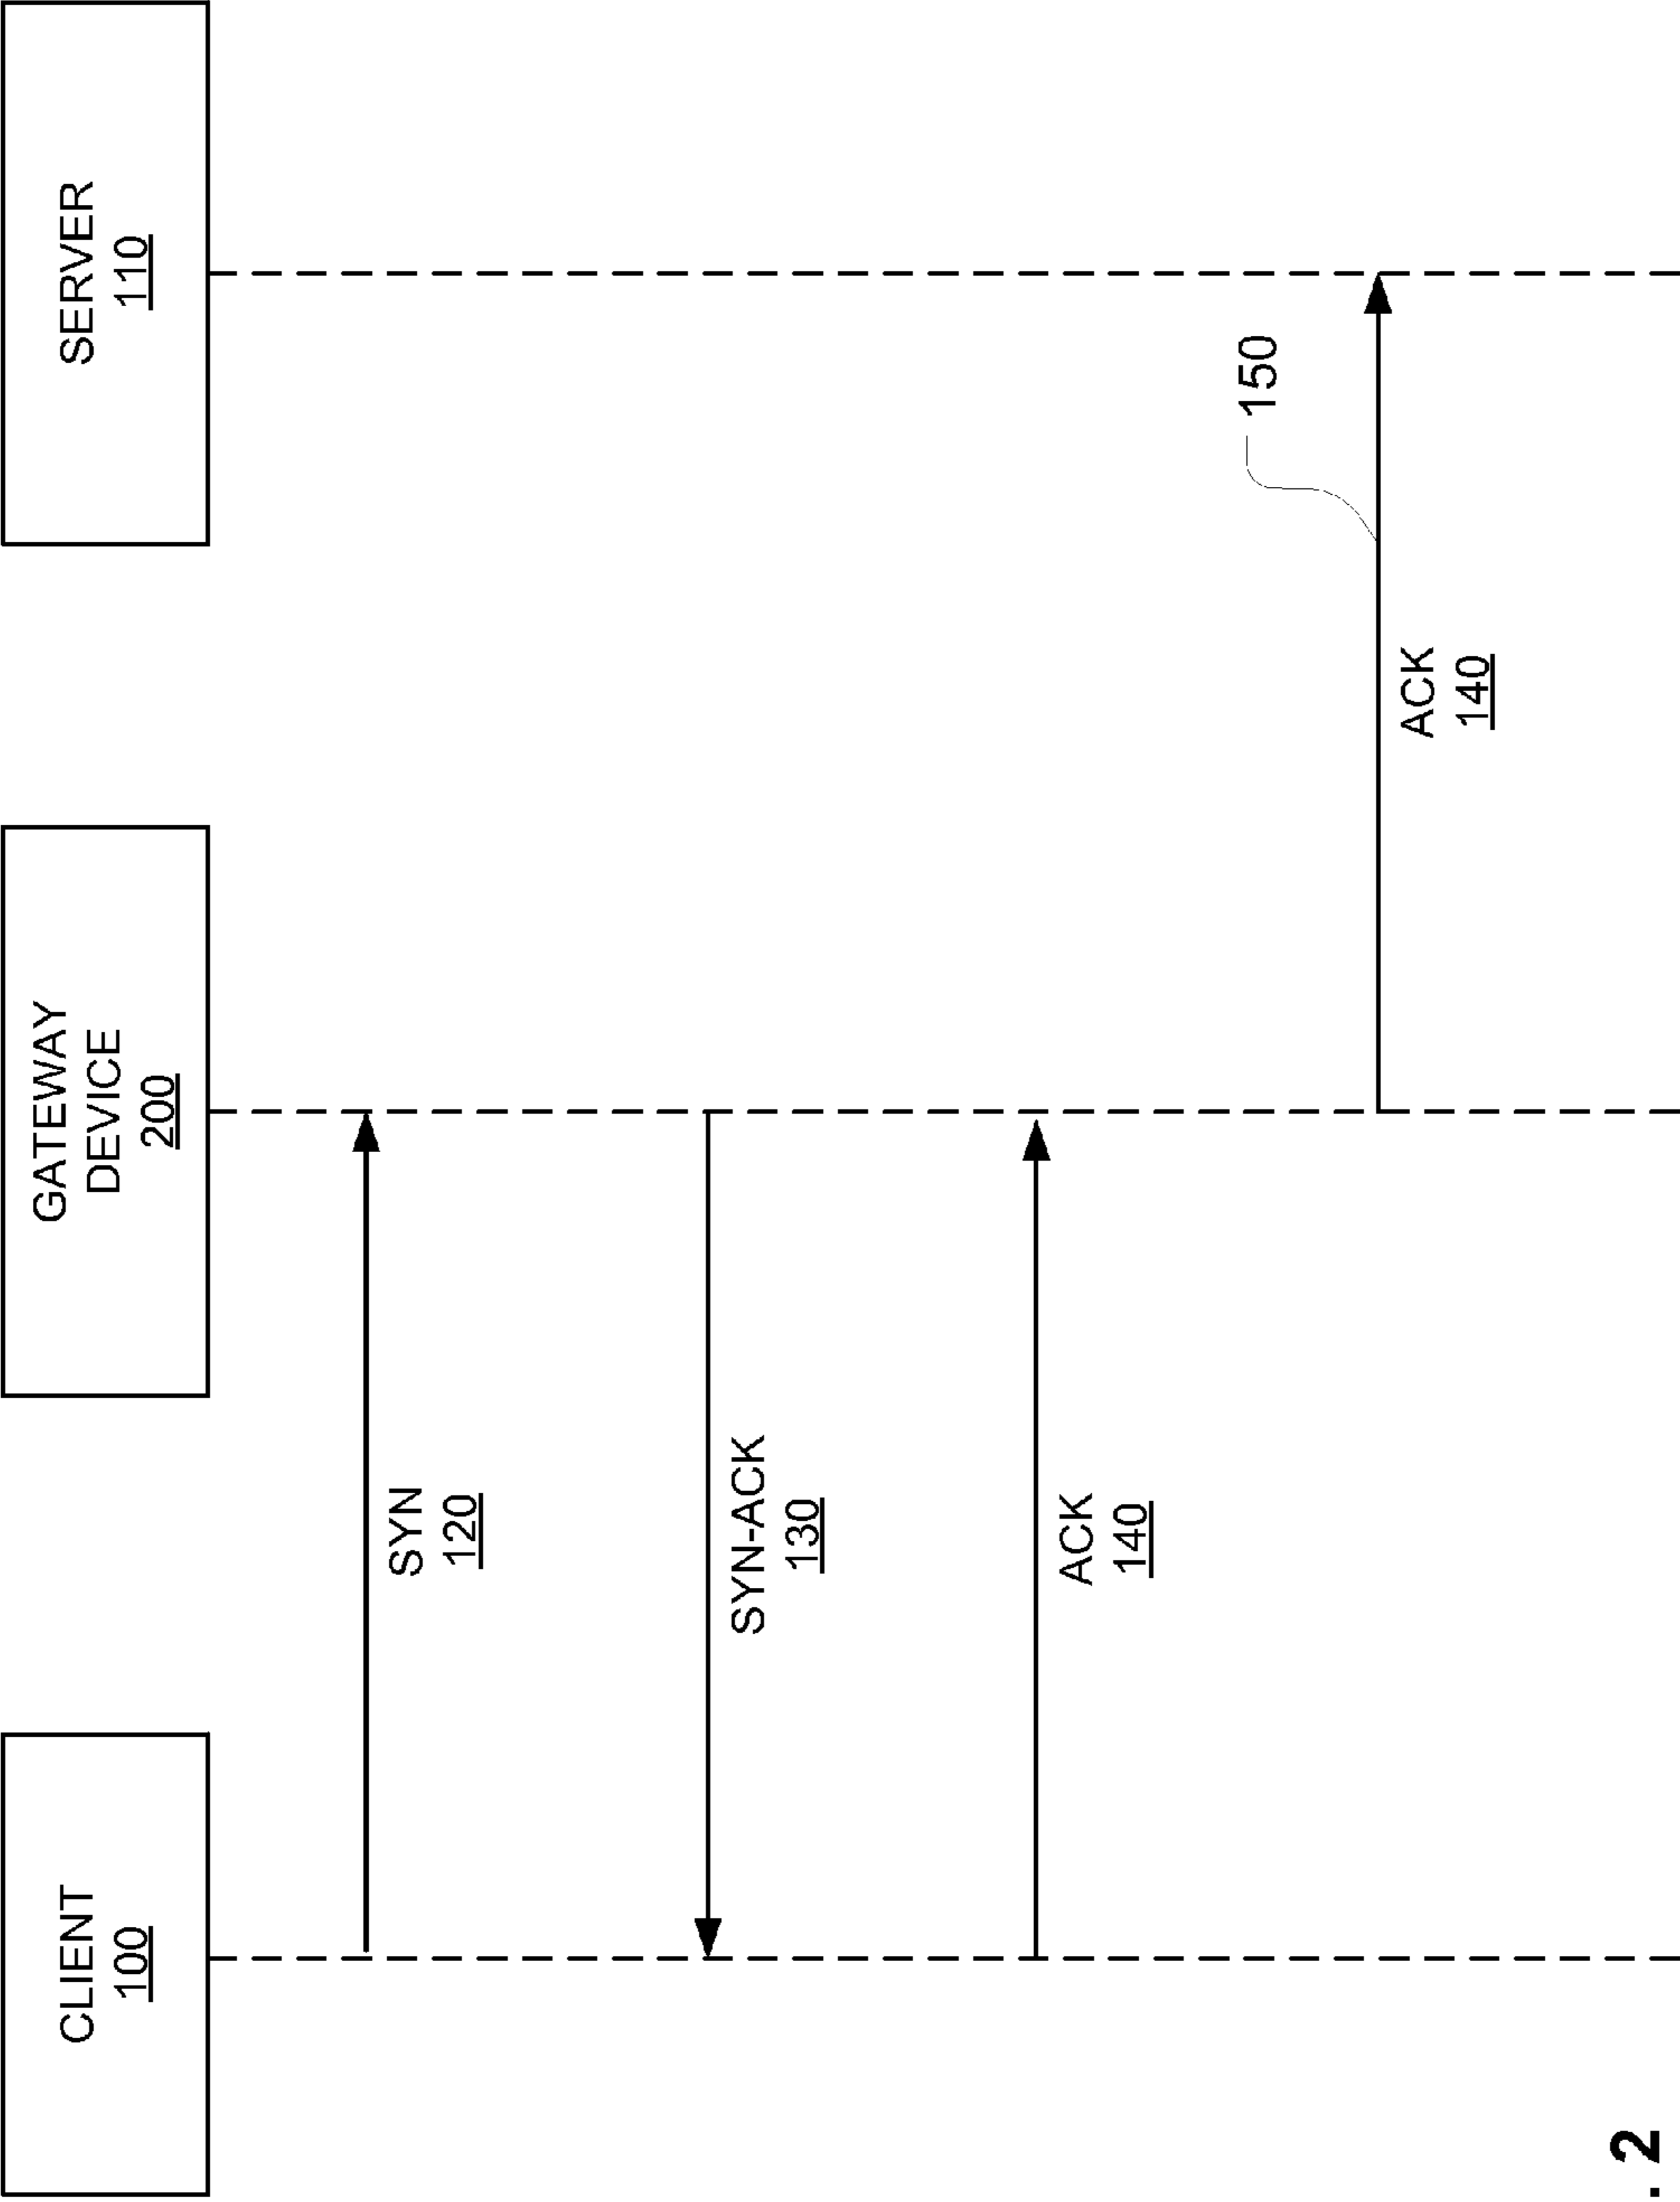 CLIENT
100
GATEWAY
DEVICE
200
SERVER
110
SYN
120
SYN-ACK
130
ACK
140
150
ACK
140
. 2